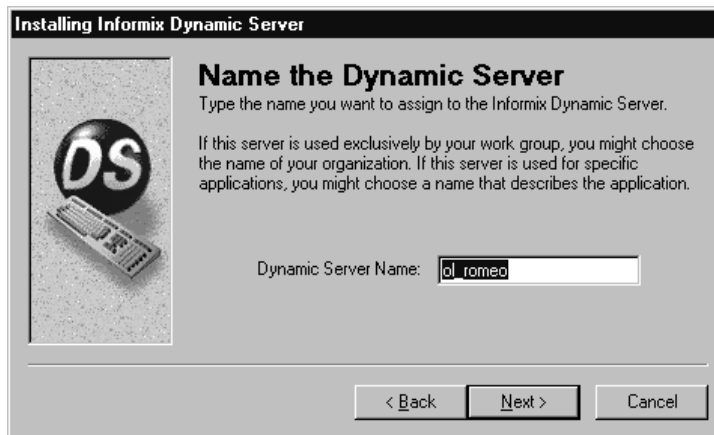 Installing Informix Dynamic Server
Name the Dynamic Server
Type the name you want to assign to the Informix Dynamic Server.
If this server is used exclusively by your work group, you might choose
the name of your organization. If this server is used for specific
applications, you might choose a name that describes the application.
DS
Dynamic Server Name: ol_romeo
< Back Next > Cancel